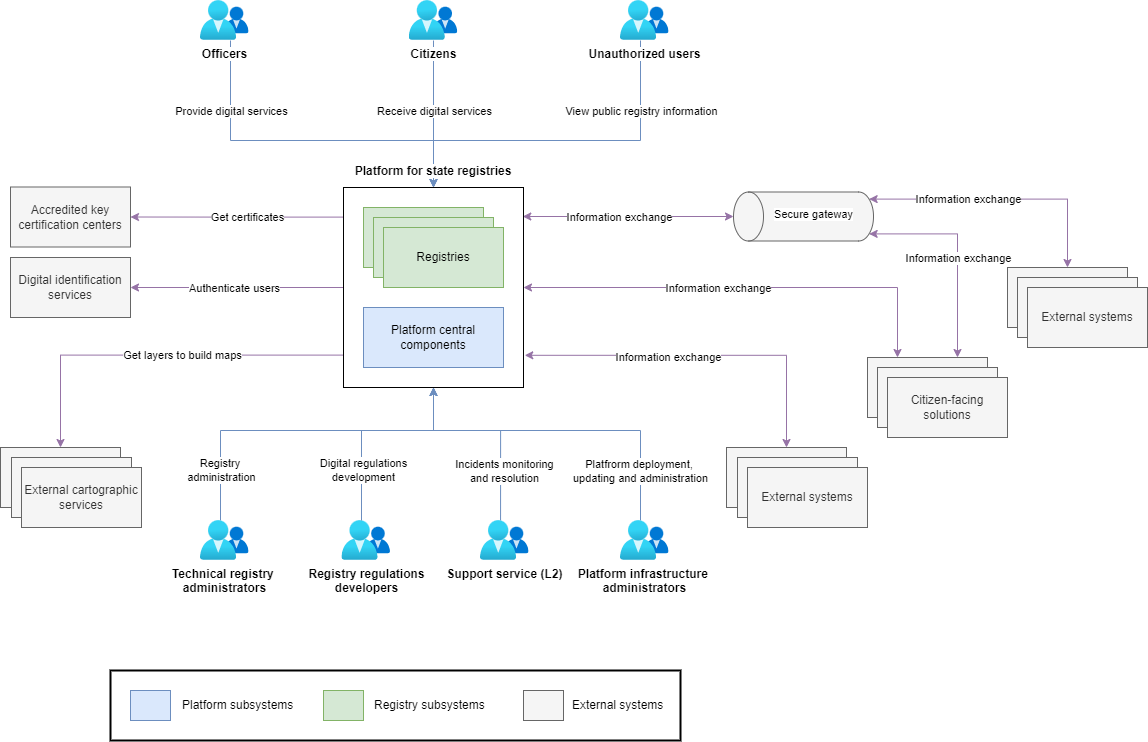 Officers
Citizens
Unauthorized users
Provide digital services
Receive digital services
View public registry information
Platform for state registries
Accredited key
certification centers
Get certificates
Registries
Information exchange
Secure gateway
Information exchange
Information exchange
Digital identification
services
Authenticate users
Information exchange
External systems
Platform central
components
Get layers to build maps
Information exchange
Citizen-facing
solutions
Registry
administration
Digital regulations
development
Incidents monitoring
and resolution
Platfrorm deployment,
updating and administration
External cartographic
services
External systems
Technical registry
administrators
Registry regulations
developers
Support service (L2)
Platform infrastructure
administrators
Platform subsystems
Registry subsystems
External systems